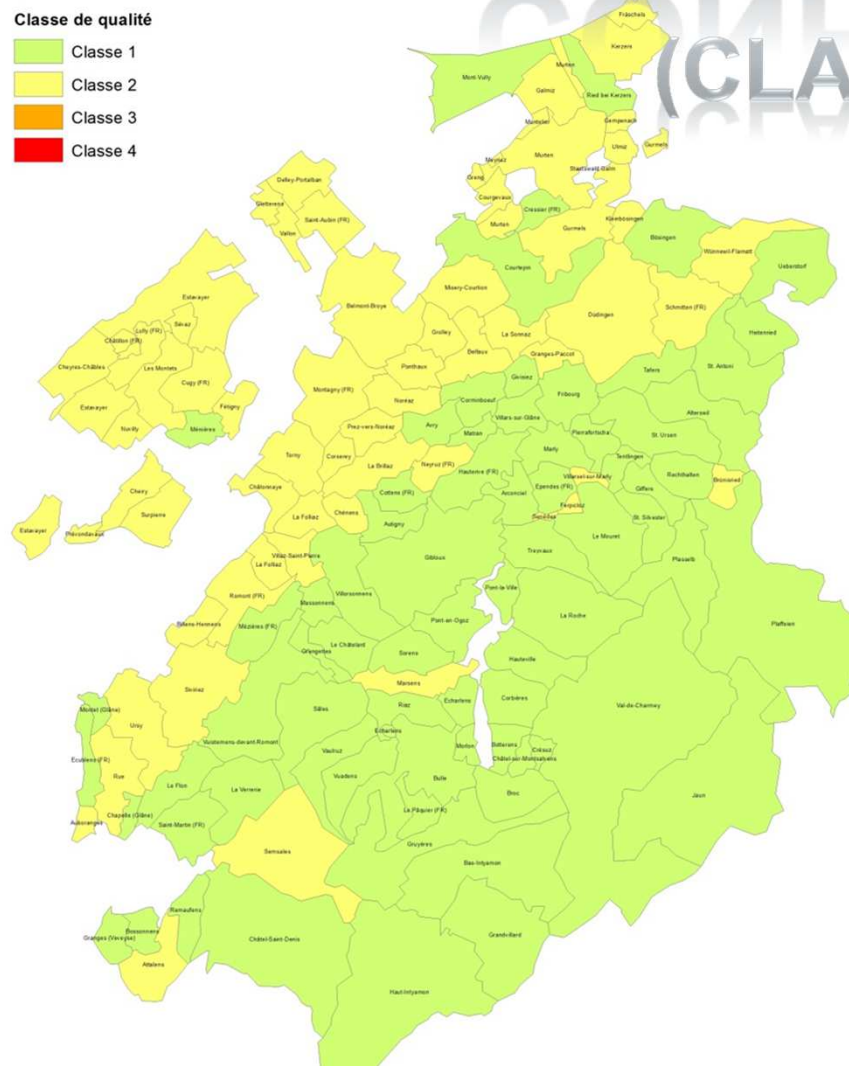 Classe de qualité
Classe 1
Classe 2
Classe 3
Classe 4
(CLA
Fräschels
Kerzers
Murten
Mont-Vully
Galmiz
Ried bei Kerzers
Gempenach
Muntelier
Ulmiz
Gurmels
Murten
Meyriez
Staatswald Galm
Greng
Courgevaux
Delley-Portalban
Gletterens
Saint-Aubin (FR)
Vallon
Cressier (FR)
Murten
Gurmels
Kleinbösingen
Bösingen
Wünnewil-Flamatt
Ueberstorf
Courtepin
Misery-Courtion
Estavayer
Belmont-Broye
Düdingen
Schmitten (FR)
Sévaz
Lully (FR)
Châtillon (FR)
Grolley
La Sonnaz
Heitenried
Belfaux
Granges-Paccot
Cheyres-Châbles
Les Montets
Ponthaux
St. Antoni
Tafers
Cugy (FR)
Givisiez
Montagny (FR)
Fribourg
Noréaz
Corminboeuf
Estavayer
Fétigny
Alterswil
Villars-sur-Glâne
Nuvilly
Ménières
Prez-vers-Noréaz
Avry
Matran
Pierrafortscha
St. Ursen
Marly
Torny
Corserey
Tentlingen
La Brillaz
Neyruz (FR)
Hauterive (FR)
Villarsel-sur-Marly
Rechthalten
Brünisried
Châtonnaye
Cheiry
Cottens (FR)
Arconciel
Ependes (FR)
Giffers
Surpierre
Chénens
Ferpicloz
La Folliaz
Senèdes
St. Silvester
Estavayer
Prévondavaux
Autigny
Le Mouret
Villaz-Saint-Pierre
La Folliaz
Gibloux
Treyvaux
Plasselb
Romont (FR)
Villorsonnens
Pont-la-Ville
Massonnens
La Roche
Billens-Hennens
Mézières (FR)
Pont-en-Ogoz
Plaffeien
Le Châtelard
Grangettes
Sorens
Hauteville
Marsens
Siviriez
Morlon
Sâles
Riaz
Echarlens
Corbières
Val-de-Charmey
Ursy
Echarlens
Vuisternens-devant-Romont
Vaulruz
Botterens
Crésuz
Châtel-sur-Montsalvens
Ecublens (FR)
Rue
Vuadens
Bulle
Le Flon
La Verrerie
Broc
Jaun
Auboranges
Chapelle (Glâne)
Le Pâquier (FR)
Saint-Martin (FR)
Gruyères
Semsales
Bas-Intyamon
Remaufens
Bossonnens
Granges (Veveyse)
Châtel-Saint-Denis
Grandvillard
Attalens
Haut-Intyamon